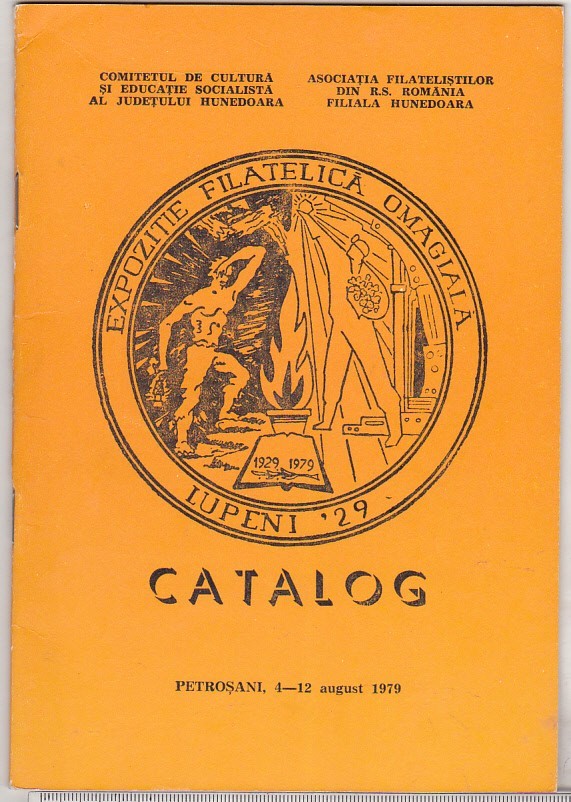 COMITETUL DE CULTURĂ
ȘI EDUCAȚIE SOCIALISTĂ
AL JUDEȚULUI HUNEDOARA
ASOCIAȚIA FILATELIȘTILOR
DIN R.S. ROMÂNIA
FILIALA HUNEDOARA
EXPOZIȚIE FILATELICĂ OMAGIALĂ
1929 1979
LUPENI '29
CATALOG
PETROȘANI, 4—12 august 1979